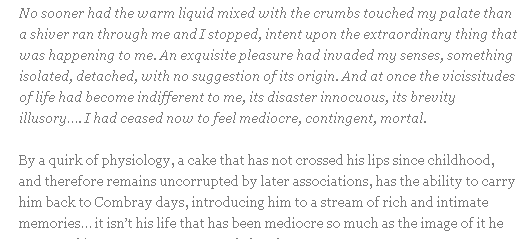 No sooner had the warm liquid mixed with the crumbs touched my palate than
a shiver ran through me and I stopped, intent upon the extraordinary thing that
was happening to me. An exquisite pleasure had invaded my senses, something
isolated, detached, with no suggestion of its origin. And at once the vicissitudes
of life had become indifferent to me, its disaster innocuous, its brevity
illusory…. I had ceased now to feel mediocre, contingent, mortal.
By a quirk of physiology, a cake that has not crossed his lips since childhood,
and therefore remains uncorrupted by later associations, has the ability to carry
him back to Combray days, introducing him to a stream of rich and intimate
memories…it isn't his life that has been mediocre so much as the image of it he